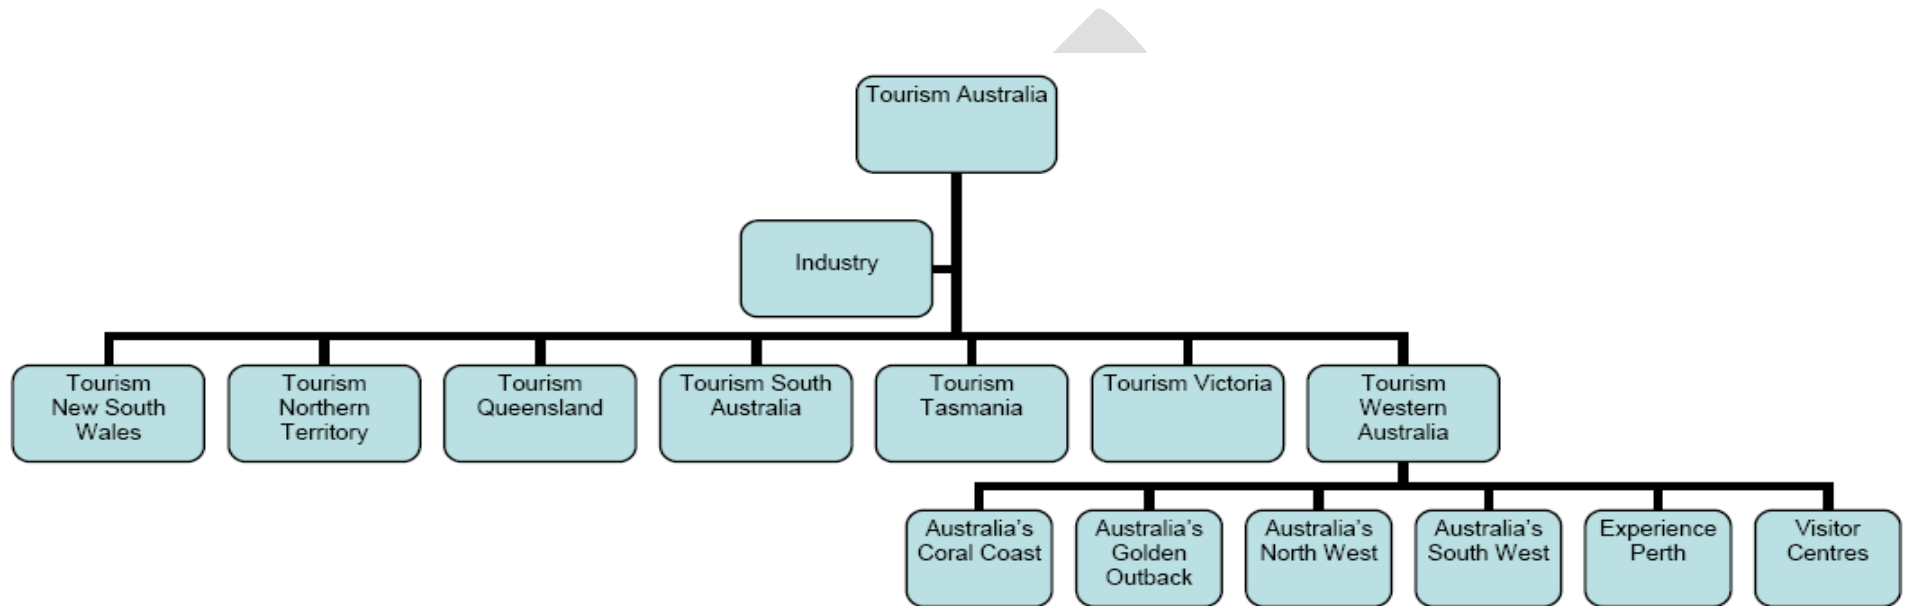 Tourism Australia
Industry
Tourism
New South
Wales
Tourism
Northern
Territory
Tourism
Queensland
Tourism South
Australia
Tourism
Tasmania
Tourism Victoria
Tourism
Western
Australia
Australia’s
Coral Coast
Australia’s
Golden
Outback
Australia’s
North West
Australia’s
South West
Experience
Perth
Visitor
Centres